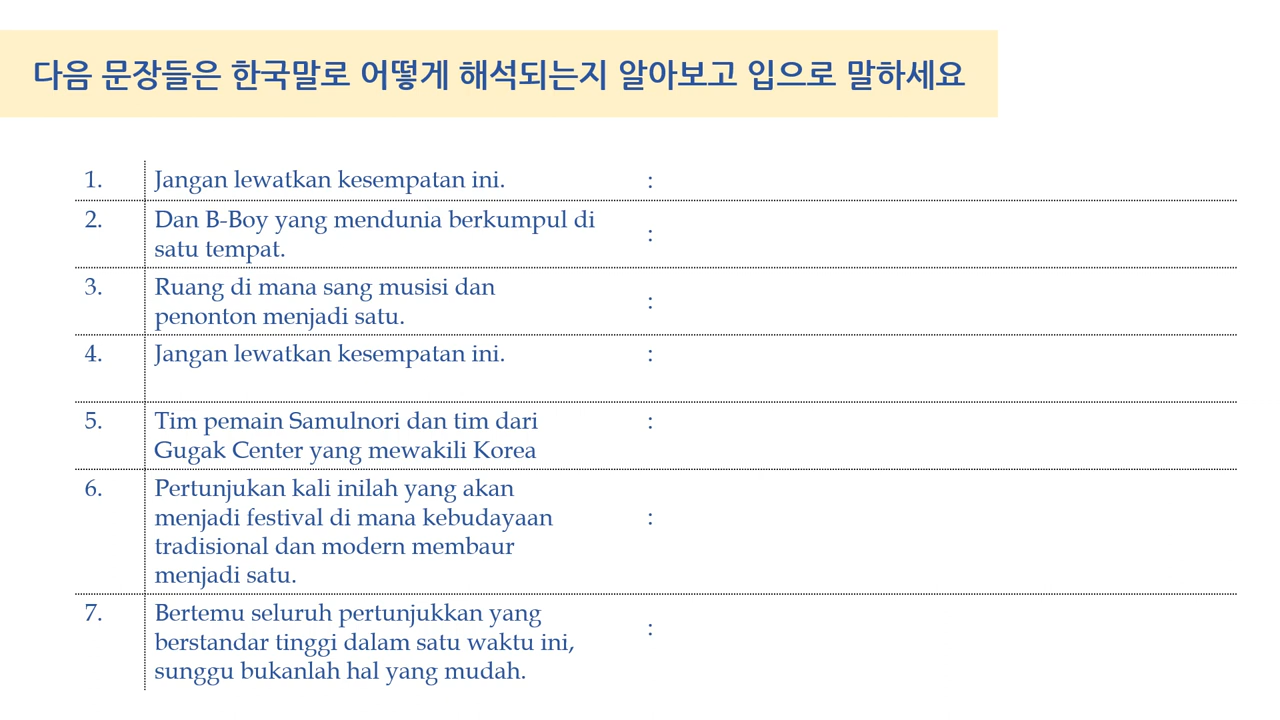 다음 문장들은 한국말로 어떻게 해석되는지 알아보고 입으로 말하세요
1. Jangan lewatkan kesempatan ini. :
2. Dan B-Boy yang mendunia berkumpul di
satu tempat. :
3. Ruang di mana sang musisi dan
penonton menjadi satu. :
4. Jangan lewatkan kesempatan ini. :
5. Tim pemain Samulnori dan tim dari :
Gugak Center yang mewakili Korea
6. Pertunjukan kali inilah yang akan
menjadi festival di mana kebudayaan :
tradisional dan modern membaur
menjadi satu.
7. Bertemu seluruh pertunjukkan yang :
berstandar tinggi dalam satu waktu ini,
sunggu bukanlah hal yang mudah.